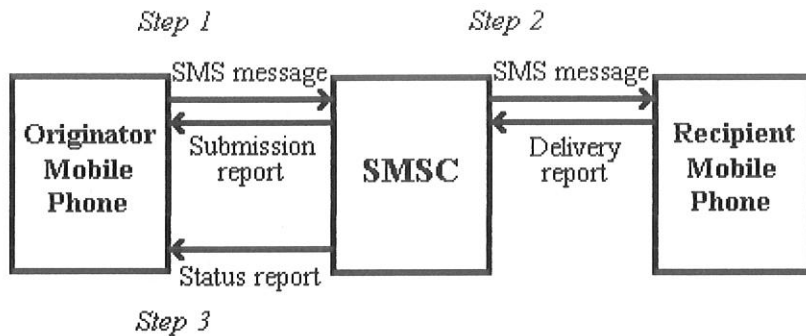 Step 1
Step 2
SMS message
SMS message
Originator
Mobile
Phone
Submission
report
SMSC
Delivery
report
Recipient
Mobile
Phone
Status report
Step 3